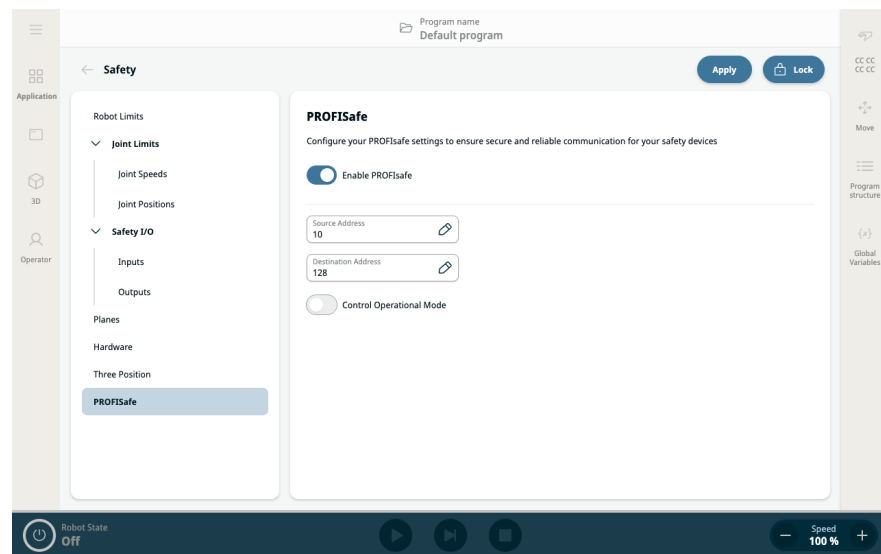 Program name
Default program
Safety
Apply
Lock
Application
3D
Operator
Robot Limits
Joint Limits
Joint Speeds
Joint Positions
Safety I/O
Inputs
Outputs
Planes
Hardware
Three Position
PROFISafe
PROFISafe
Configure your PROFIsafe settings to ensure secure and reliable communication for your safety devices
Enable PROFIsafe
Source Address
10
Destination Address
128
Control Operational Mode
CC CC
CC CC
Move
Program
structure
{x}
Global
Variables
Robot State
Off
Speed
100 %